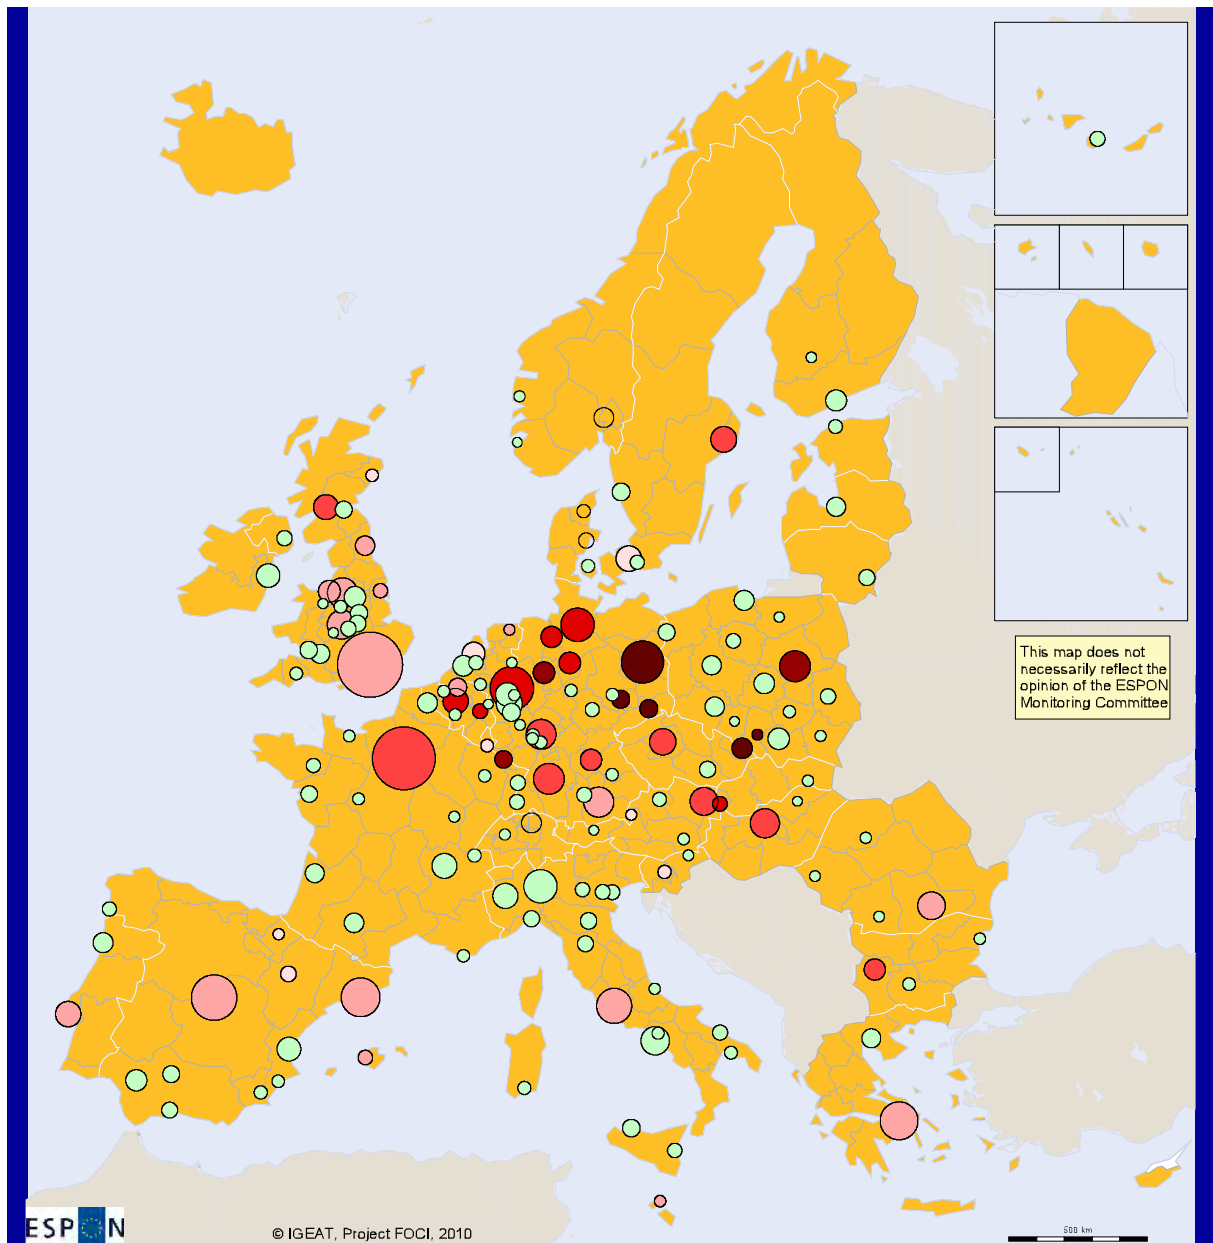 This map does not
necessarily reflect the
opinion of the ESPON
Monitoring Committee
ESPON
© IGEAT, Project FOCI, 2010
500 km